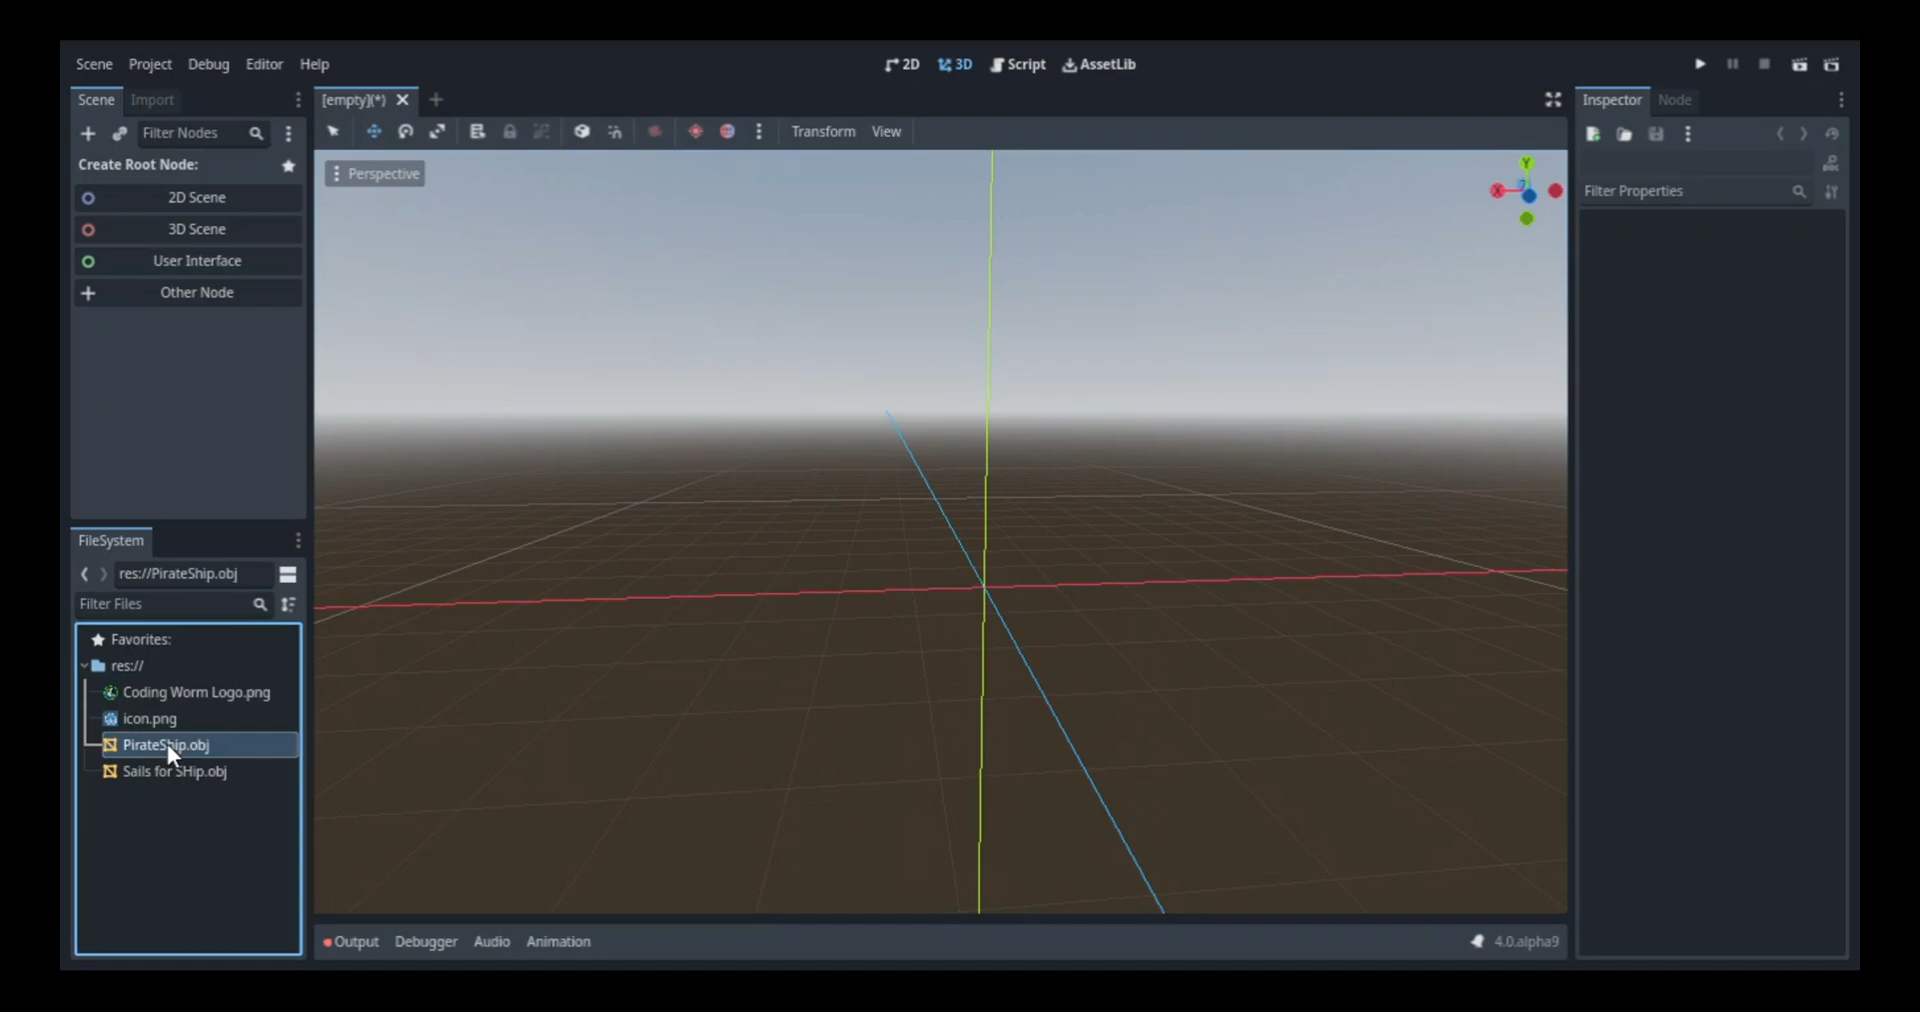 Scene Project Debug Editor Help
2D 3D Script AssetLib
Scene Import
[empty](*)
Inspector Node
Filter Nodes
Transform View
Create Root Node:
Perspective
Y
X
Z
DOC
Filter Properties
2D Scene
3D Scene
User Interface
Other Node
FileSystem
res://PirateShip.obj
Filter Files
Favorites:
res://
Coding Worm Logo.png
icon.png
PirateShip.obj
Sails for SHip.obj
Output Debugger Audio Animation
4.0.alpha9